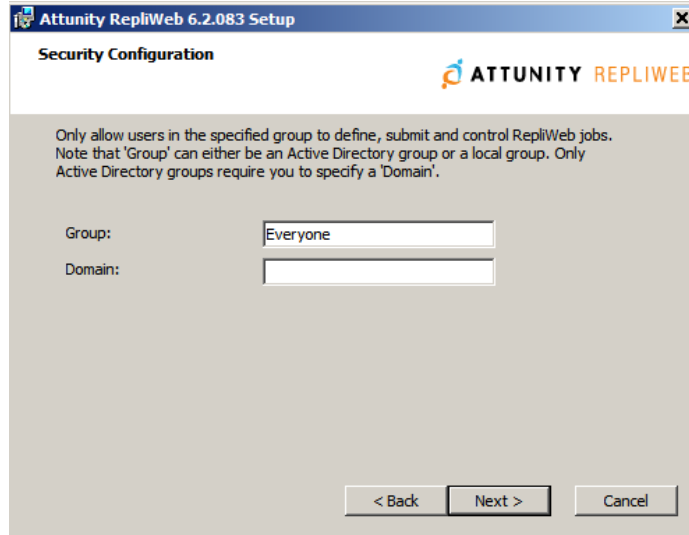 Attunity RepliWeb 6.2.083 Setup
Security Configuration
ATTUNITY REPLIWEB
Only allow users in the specified group to define, submit and control RepliWeb jobs.
Note that 'Group' can either be an Active Directory group or a local group. Only
Active Directory groups require you to specify a 'Domain'.
Group:
Everyone
Domain:
< Back
Next >
Cancel